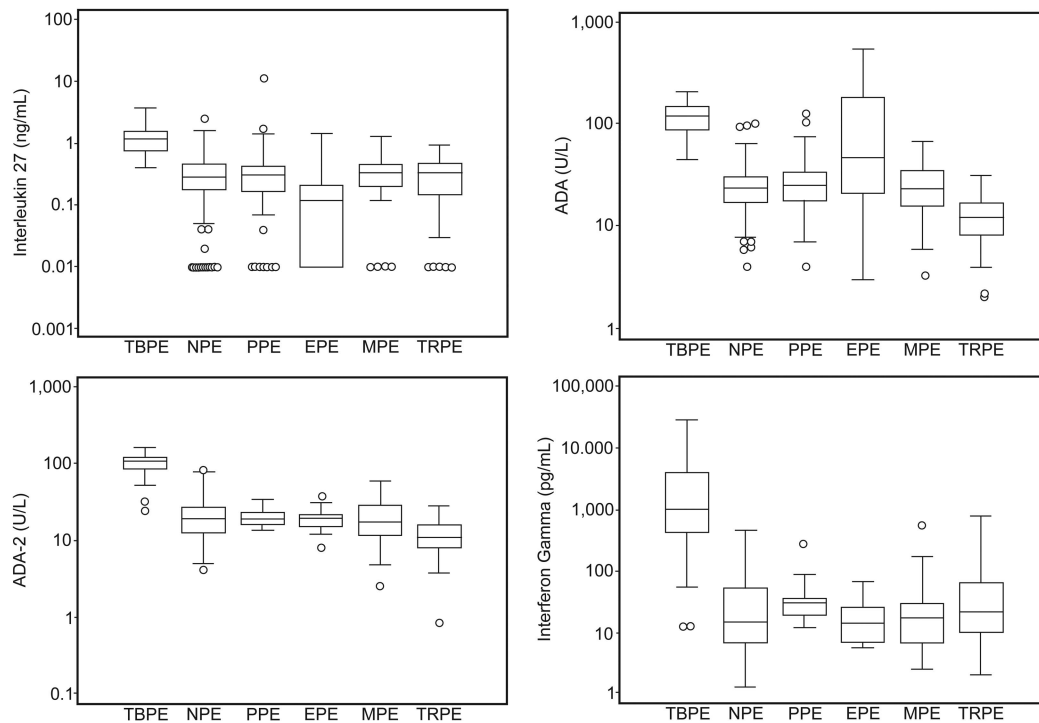 100
10
1
0.1
0.01
0.001
Interleukin 27 (ng/mL)
TBPE NPE PPE EPE MPE TRPE
1,000
100
10
1
ADA (U/L)
TBPE NPE PPE EPE MPE TRPE
1,000
100
10
1
0.1
ADA-2 (U/L)
TBPE NPE PPE EPE MPE TRPE
100,000
10.000
1,000
100
10
1
Interferon Gamma (pg/mL)
TBPE NPE PPE EPE MPE TRPE